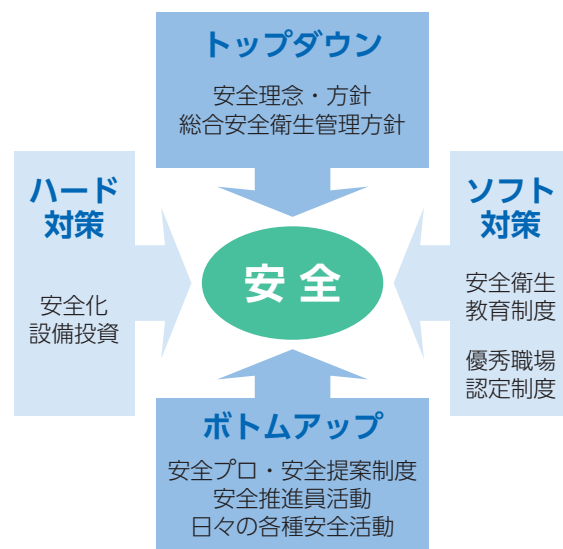 トップダウン
安全理念・方針
総合安全衛生管理方針
ハード
対策
安全化
設備投資
安全
ソフト
対策
安全衛生
教育制度
優秀職場
認定制度
ボトムアップ
安全プロ・安全提案制度
安全推進員活動
日々の各種安全活動